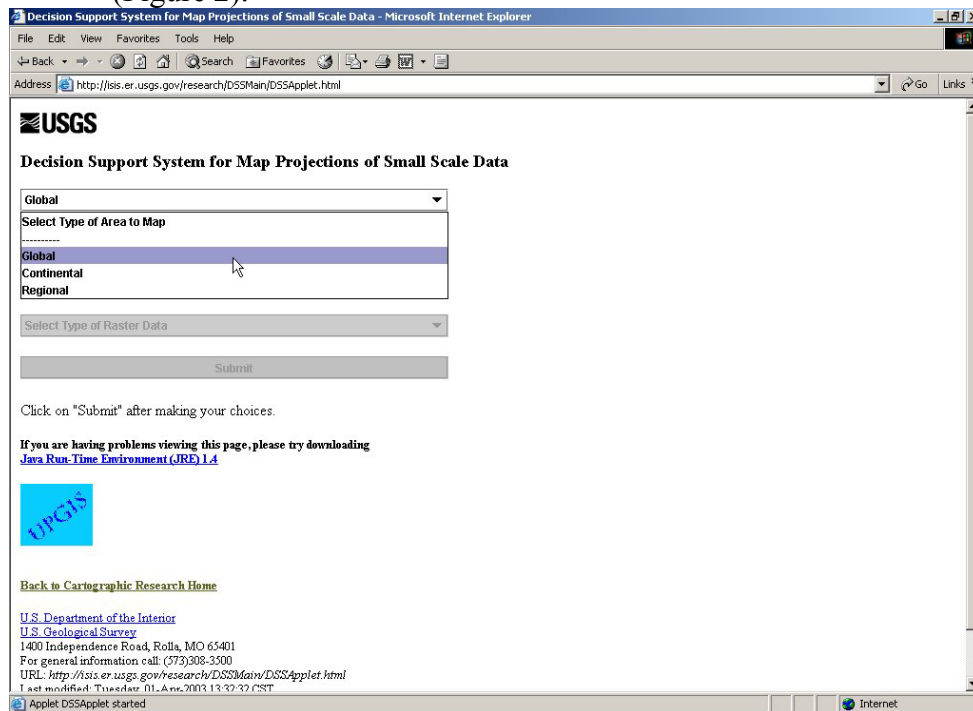 (Figure 2).
Decision Support System for Map Projections of Small Scale Data - Microsoft Internet Explorer
File Edit View Favorites Tools Help
Back Search Favorites
Address http://isis.er.usgs.gov/research/DSSMain/DSSApplet.html Go Links
USGS
Decision Support System for Map Projections of Small Scale Data
Global
Select Type of Area to Map
----------
Global
Continental
Regional
Select Type of Raster Data
Submit
Click on "Submit" after making your choices.
If you are having problems viewing this page, please try downloading
Java Run-Time Environment (JRE) 1.4
UPGIS
Back to Cartographic Research Home
U.S. Department of the Interior
U.S. Geological Survey
1400 Independence Road, Rolla, MO 65401
For general information call: (573)308-3500
URL: http://isis.er.usgs.gov/research/DSSMain/DSSApplet.html
Last modified: Tuesday, 01-Apr-2003 13:32:32 CST
Applet DSSApplet started Internet